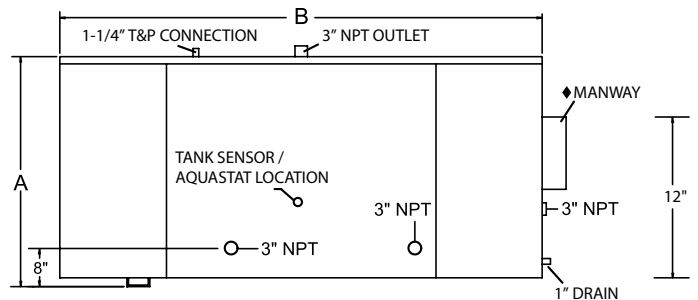 B
1-1/4” T&P CONNECTION
3” NPT OUTLET
♦MANWAY
A
TANK SENSOR /
AQUASTAT LOCATION
12"
3" NPT
3" NPT
3" NPT
8"
1” DRAIN